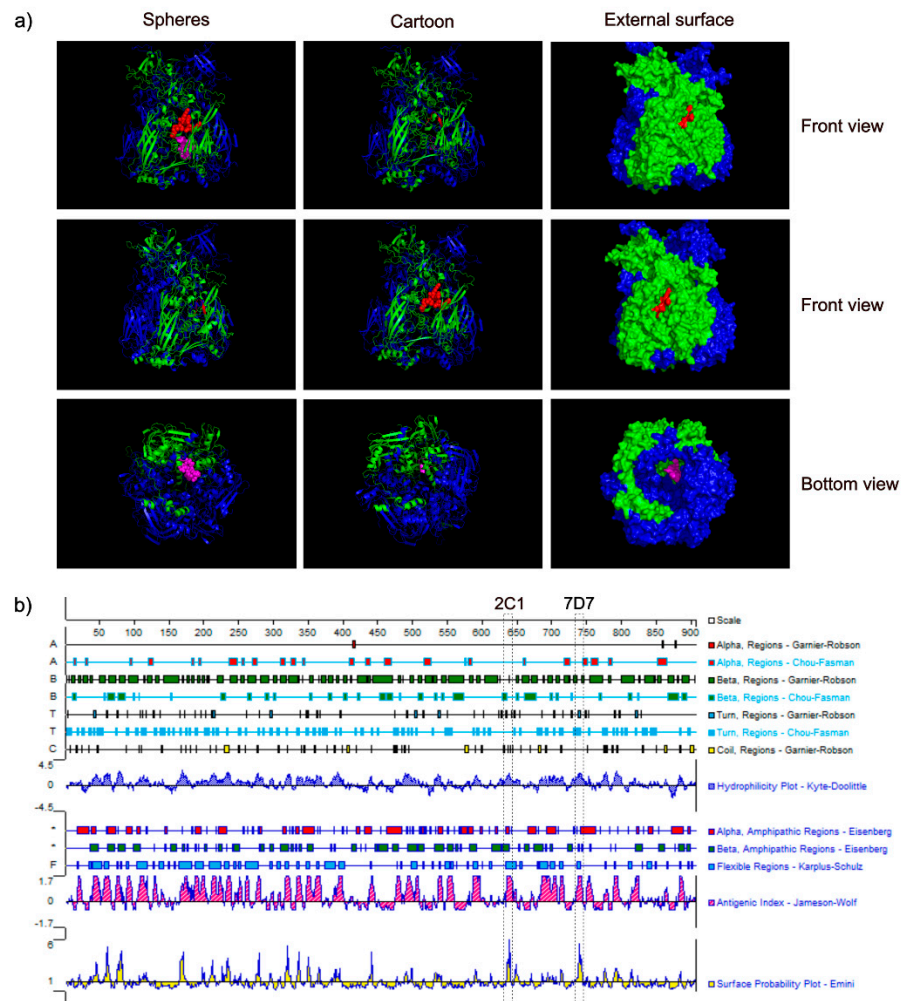 a)
Spheres Cartoon External surface
Front view
Front view
Bottom view
b)
2C1 7D7
50 100 150 200 250 300 350 400 450 500 550 600 650 700 750 800 850 900
Scale
A Alpha, Regions - Garnier-Robson
A Alpha, Regions - Chou-Fasman
B Beta, Regions - Garnier-Robson
B Beta, Regions - Chou-Fasman
T Turn, Regions - Garnier-Robson
T Turn, Regions - Chou-Fasman
C Coil, Regions - Garnier-Robson
4.5
0 Hydrophilicity Plot - Kyte-Doolittle
-4.5
Alpha, Amphipathic Regions - Eisenberg
Beta, Amphipathic Regions - Eisenberg
F Flexible Regions - Karplus-Schulz
1.7
0 Antigenic Index - Jameson-Wolf
-1.7
6
1 Surface Probability Plot - Emini